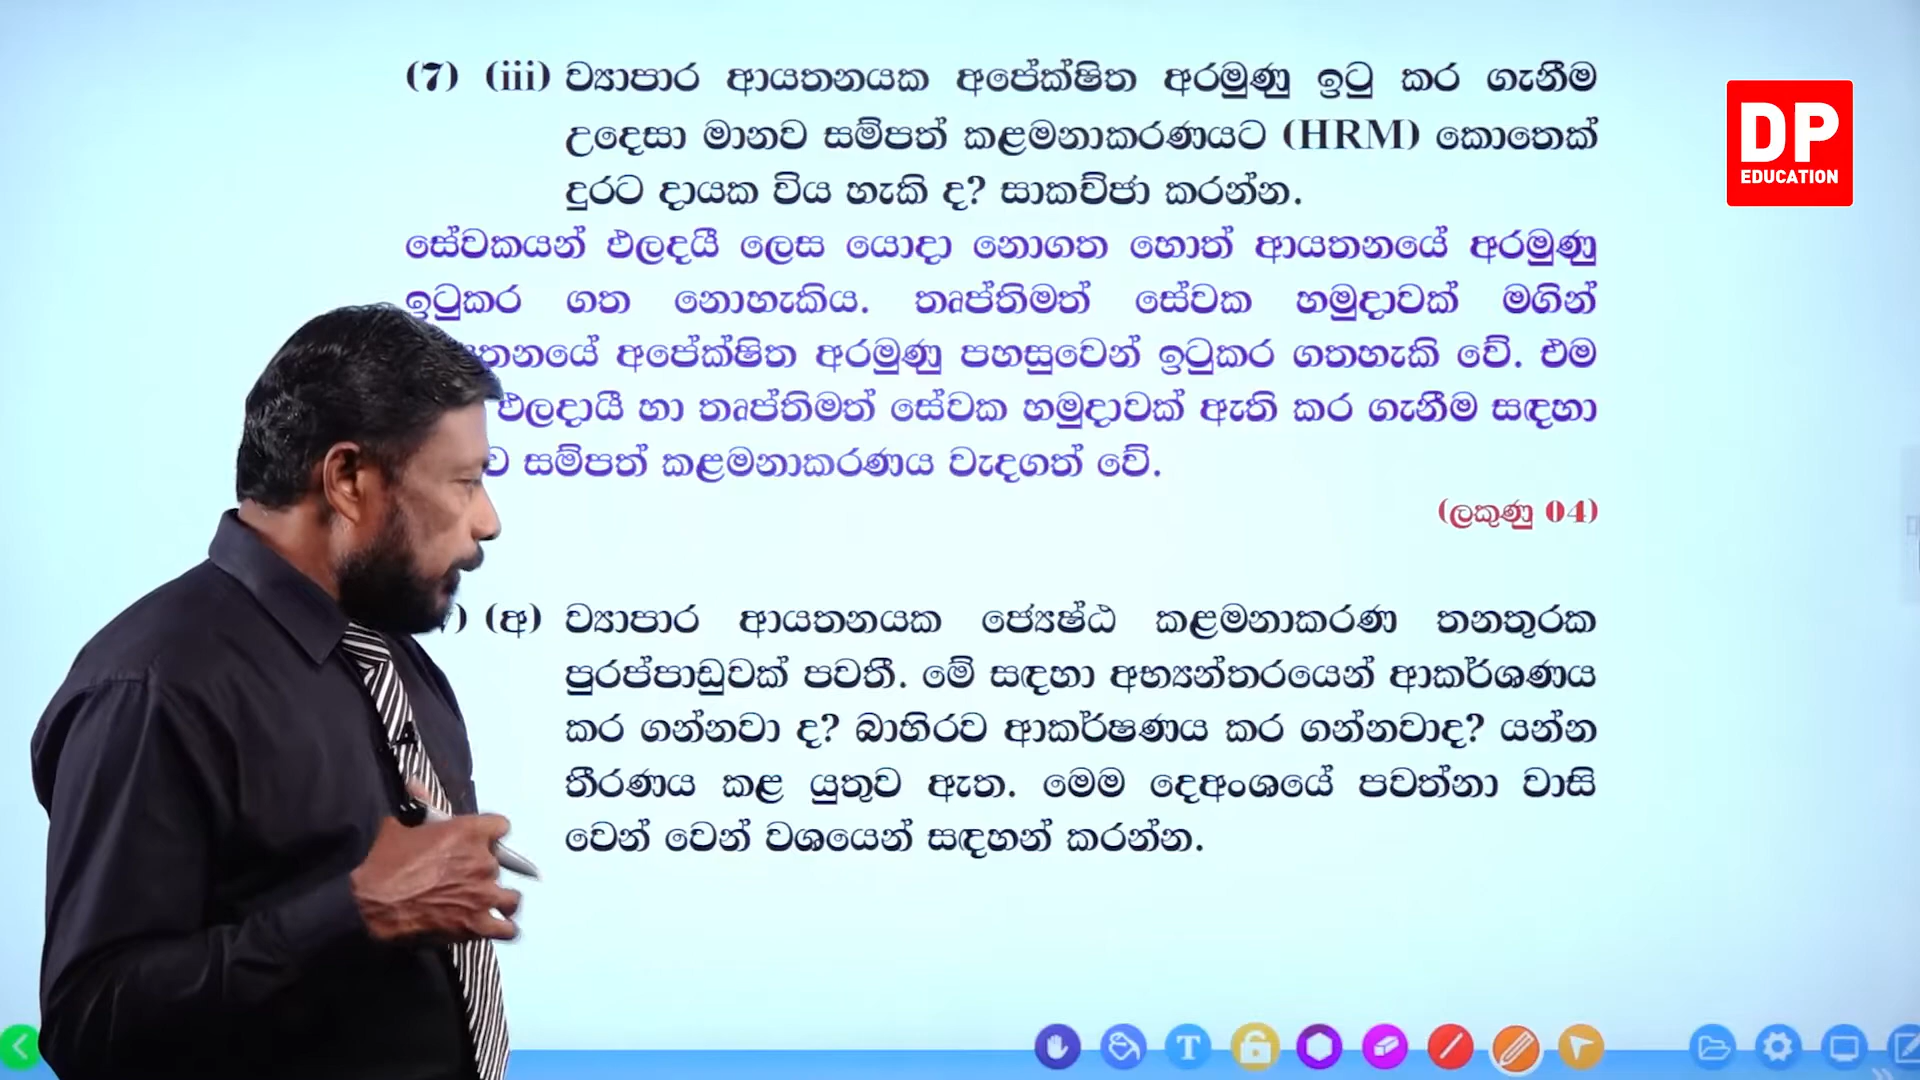 (7) (iii) ව්‍යාපාර ආයතනයක අපේක්ෂිත අරමුණු ඉටු කර ගැනීම
උදෙසා මානව සම්පත් කළමනාකරණයට (HRM) කොතෙක්
දුරට දායක විය හැකි ද? සාකච්ඡා කරන්න.
සේවකයන් ඵලදයී ලෙස යොදා නොගත හොත් ආයතනයේ අරමුණු
ඉටුකර ගත නොහැකිය. තෘප්තිමත් සේවක හමුදාවක් මගින්
අපේක්ෂිත අරමුණු පහසුවෙන් ඉටුකර ගතහැකි වේ. එම
ඵලදායී හා තෘප්තිමත් සේවක හමුදාවක් ඇති කර ගැනීම සඳහා
සම්පත් කළමනාකරණය වැදගත් වේ.
(ලකුණු 04)
(අ) ව්‍යාපාර ආයතනයක ජ්‍යෙෂ්ඨ කළමනාකරණ තනතුරක
පුරප්පාඩුවක් පවතී. මේ සඳහා අභ්‍යන්තරයෙන් ආකර්ශණය
කර ගන්නවා ද? බාහිරව ආකර්ෂණය කර ගන්නවාද? යන්න
තීරණය කළ යුතුව ඇත. මෙම දෙඅංශයේ පවත්නා වාසි
වෙන් වෙන් වශයෙන් සඳහන් කරන්න.
DP
EDUCATION